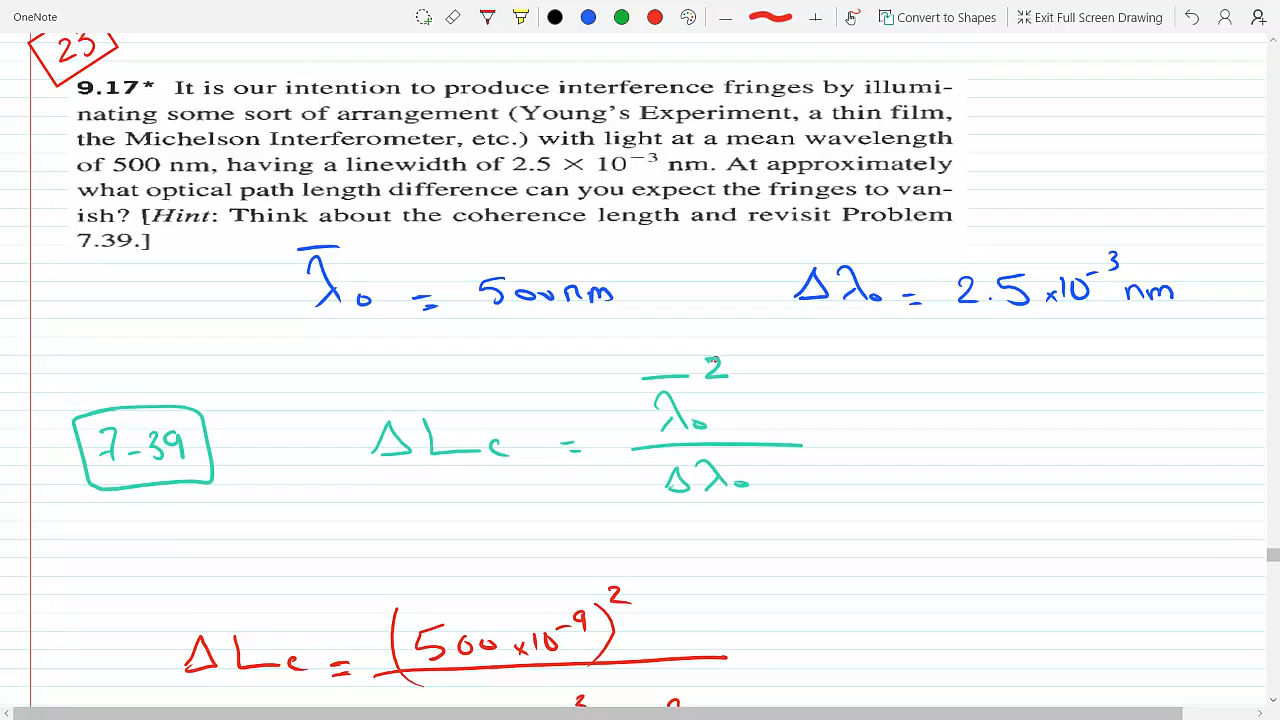 OneNote
Convert to Shapes
Exit Full Screen Drawing
23
9.17* It is our intention to produce interference fringes by illumi-
nating some sort of arrangement (Young's Experiment, a thin film,
the Michelson Interferometer, etc.) with light at a mean wavelength
of 500 nm, having a linewidth of 2.5 × 10⁻³ nm. At approximately
what optical path length difference can you expect the fringes to van-
ish? [Hint: Think about the coherence length and revisit Problem
7.39.]
λ̄₀ = 500nm Δλ₀ = 2.5×10⁻³ nm
7-39 ΔLc = λ̄₀² / Δλ₀
ΔLc = (500×10⁻⁹)²